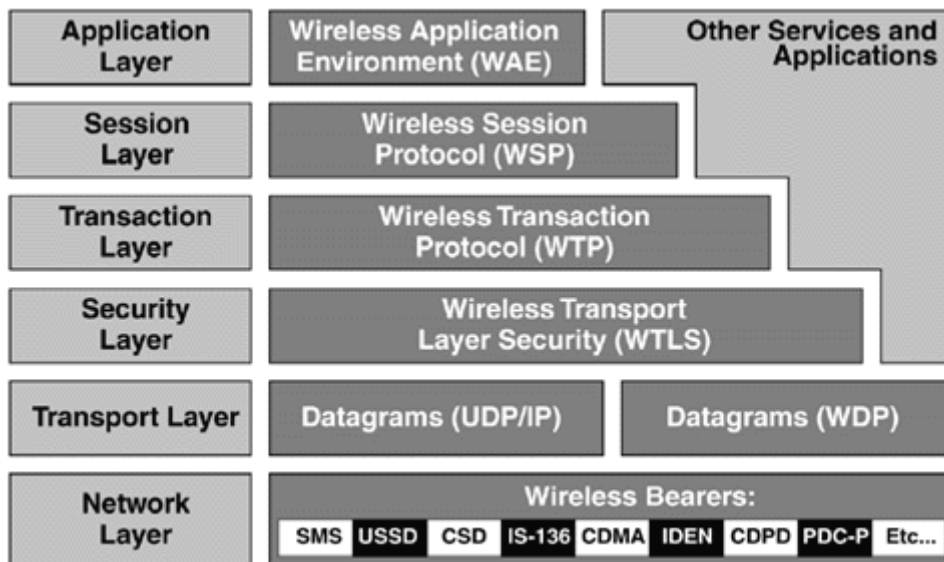 Application
Layer
Wireless Application
Environment (WAE)
Other Services and
Applications
Session
Layer
Wireless Session
Protocol (WSP)
Transaction
Layer
Wireless Transaction
Protocol (WTP)
Security
Layer
Wireless Transport
Layer Security (WTLS)
Transport Layer
Datagrams (UDP/IP)
Datagrams (WDP)
Network
Layer
Wireless Bearers:
SMS USSD CSD IS-136 CDMA IDEN CDPD PDC-P Etc...